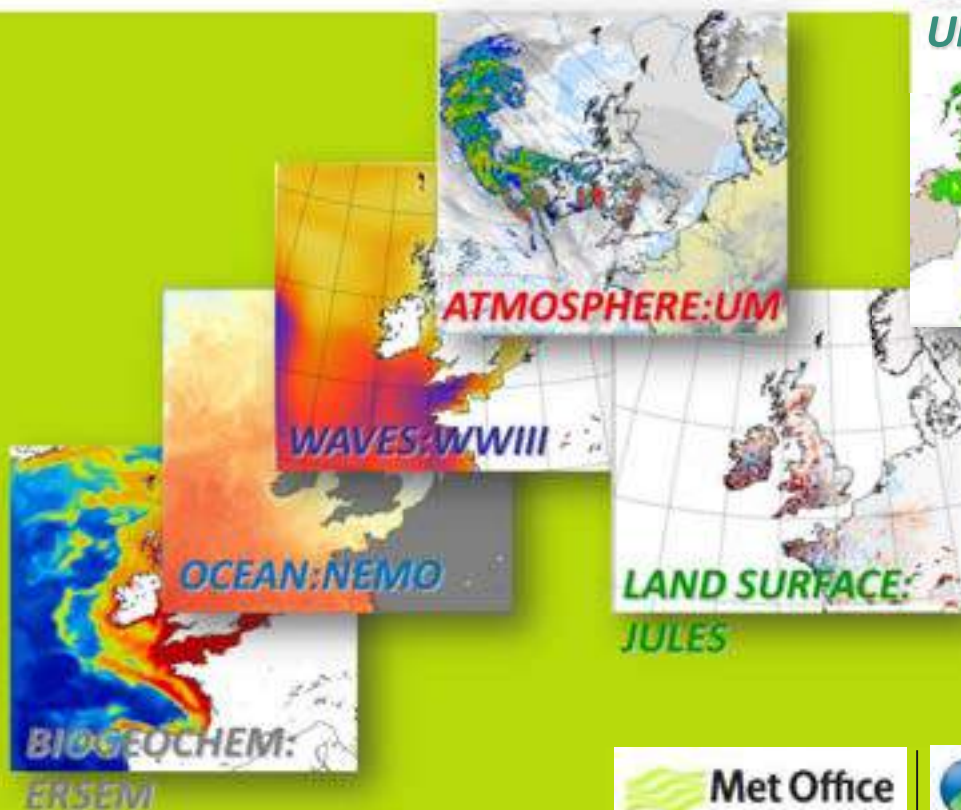 ATMOSPHERE:UM
WAVES:WWIII
OCEAN:NEMO
LAND SURFACE:
JULES
BIOGEOCHEM:
ERSEM
Met Office